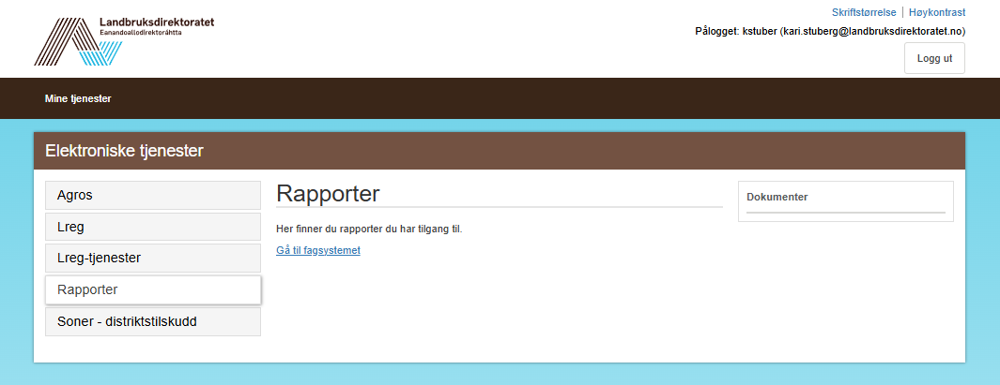 Landbruksdirektoratet
Eanandoallodirektoráhtta
Skriftstørrelse | Høykontrast
Pålogget: kstuber (kari.stuberg@landbruksdirektoratet.no)
Logg ut
Mine tjenester
Elektroniske tjenester
Agros
Lreg
Lreg-tjenester
Rapporter
Soner - distriktstilskudd
Rapporter
Her finner du rapporter du har tilgang til.
Gå til fagsystemet
Dokumenter